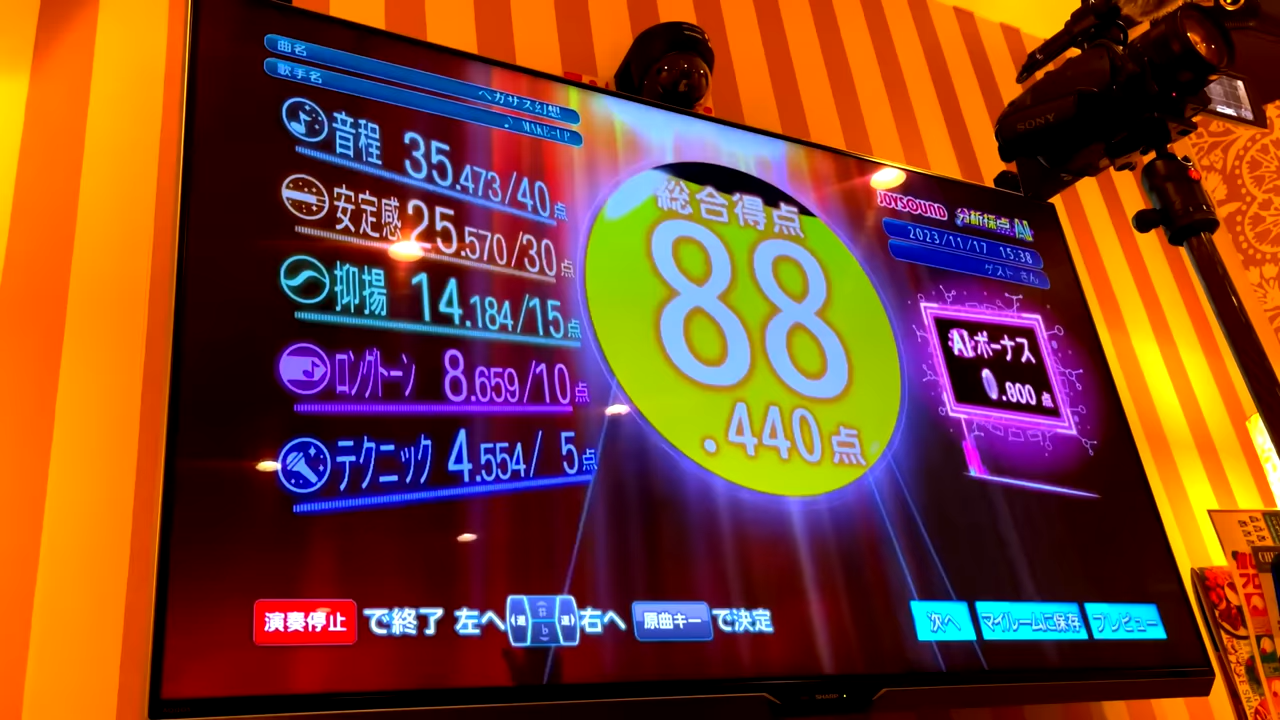 曲名
ペガサス幻想
歌手名
MAKE-UP
音程 35.473/40点
安定感 25.570/30点
抑揚 14.184/15点
ロングトーン 8.659/10点
テクニック 4.554/ 5点
総合得点
88
.440点
JOYSOUND 分析採点AI
2023/11/17 15:38
ゲスト さん
AIボーナス
0.800点
演奏停止 で終了 左へ 右へ 原曲キー で決定
次へ マイルームに保存 プレビュー
SHARP
SONY